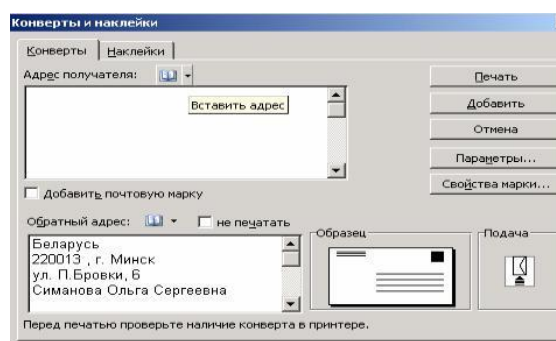 Конверты и наклейки
Конверты Наклейки
Адрес получателя:
Вставить адрес
Печать
Добавить
Отмена
Параметры...
Свойства марки...
Добавить почтовую марку
Обратный адрес: не печатать
Беларусь
220013 , г. Минск
ул. П.Бровки, 6
Симанова Ольга Сергеевна
Образец
Подача
Перед печатью проверьте наличие конверта в принтере.